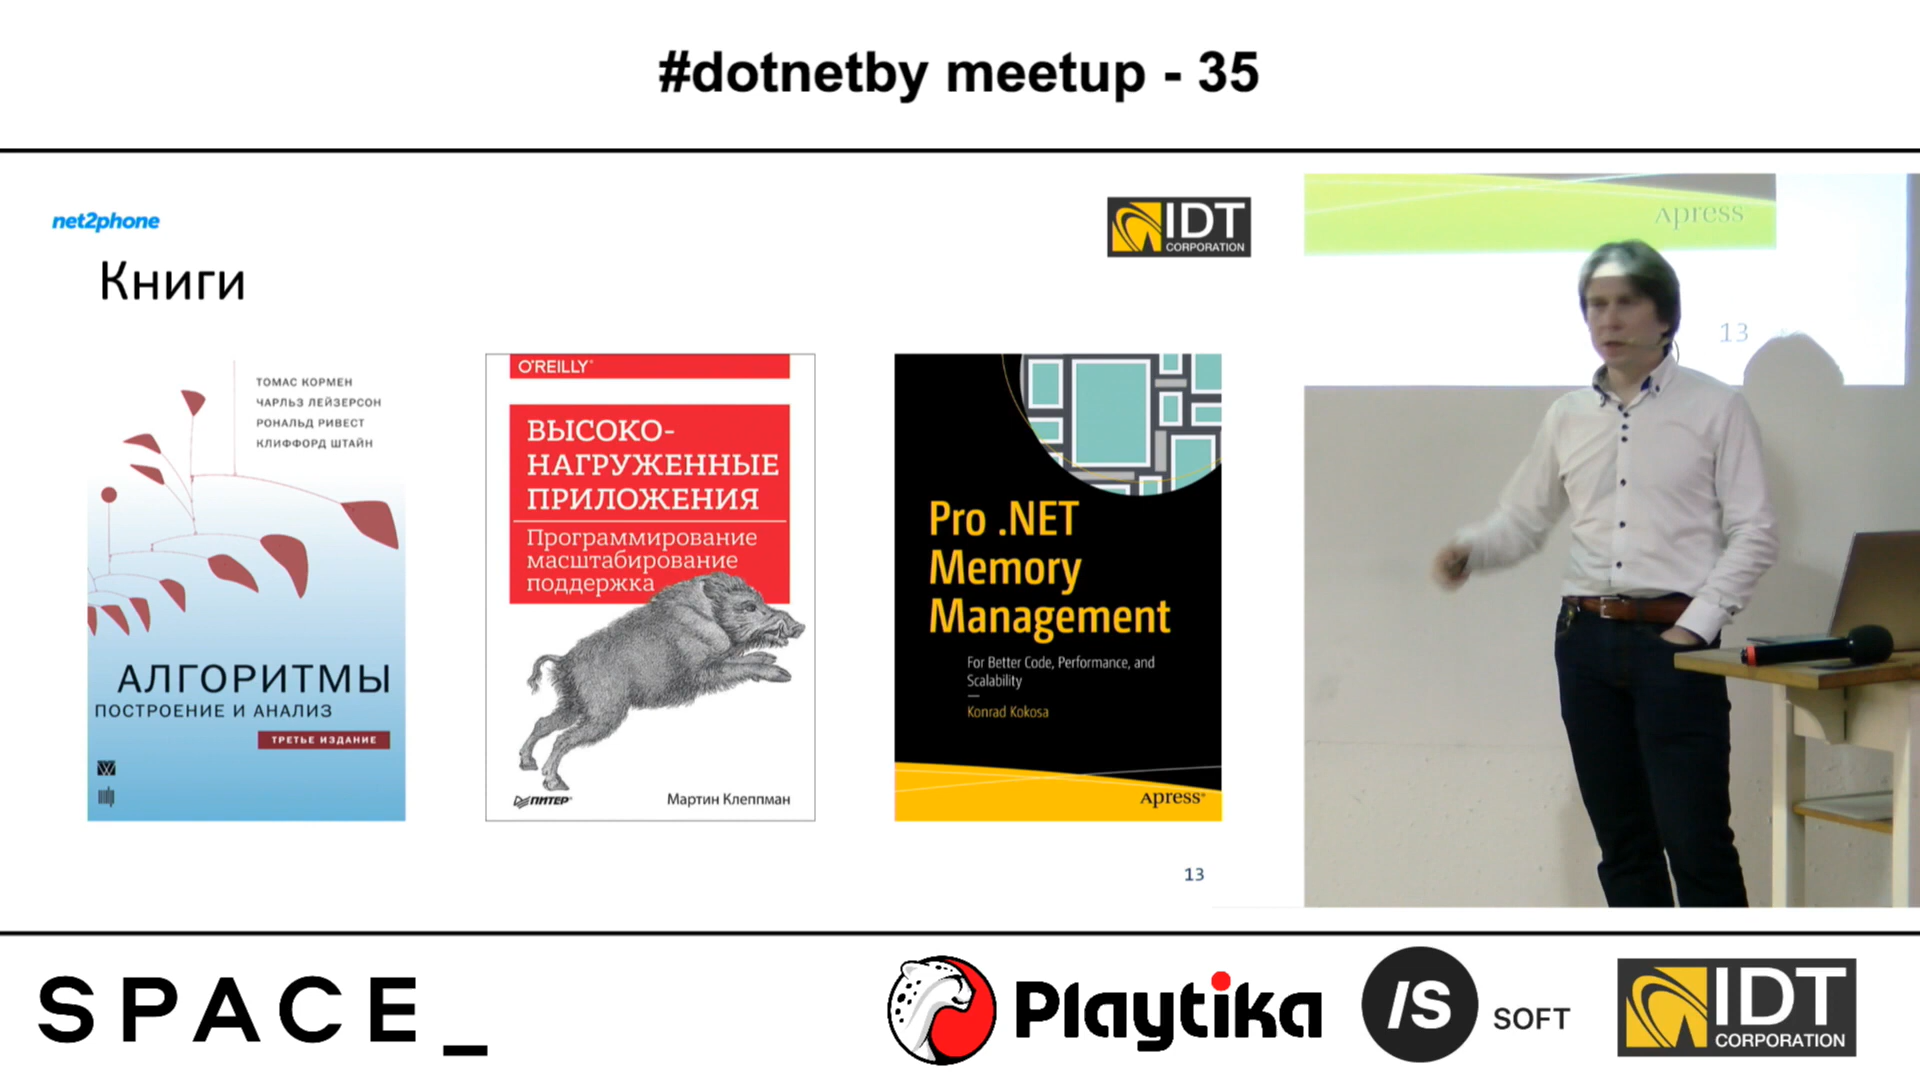 #dotnetby meetup - 35
net2phone
IDT
CORPORATION
Книги
ТОМАС КОРМЕН
ЧАРЛЬЗ ЛЕЙЗЕРСОН
РОНАЛЬД РИВЕСТ
КЛИФФОРД ШТАЙН
АЛГОРИТМЫ
ПОСТРОЕНИЕ И АНАЛИЗ
ТРЕТЬЕ ИЗДАНИЕ
O'REILLY®
ВЫСОКО-
НАГРУЖЕННЫЕ
ПРИЛОЖЕНИЯ
Программирование
масштабирование
поддержка
ПИТЕР®
Мартин Клеппман
Pro .NET
Memory
Management
For Better Code, Performance, and
Scalability
—
Konrad Kokosa
Apress®
13
Apress
13
SPACE_
Playtika
/S SOFT
IDT
CORPORATION